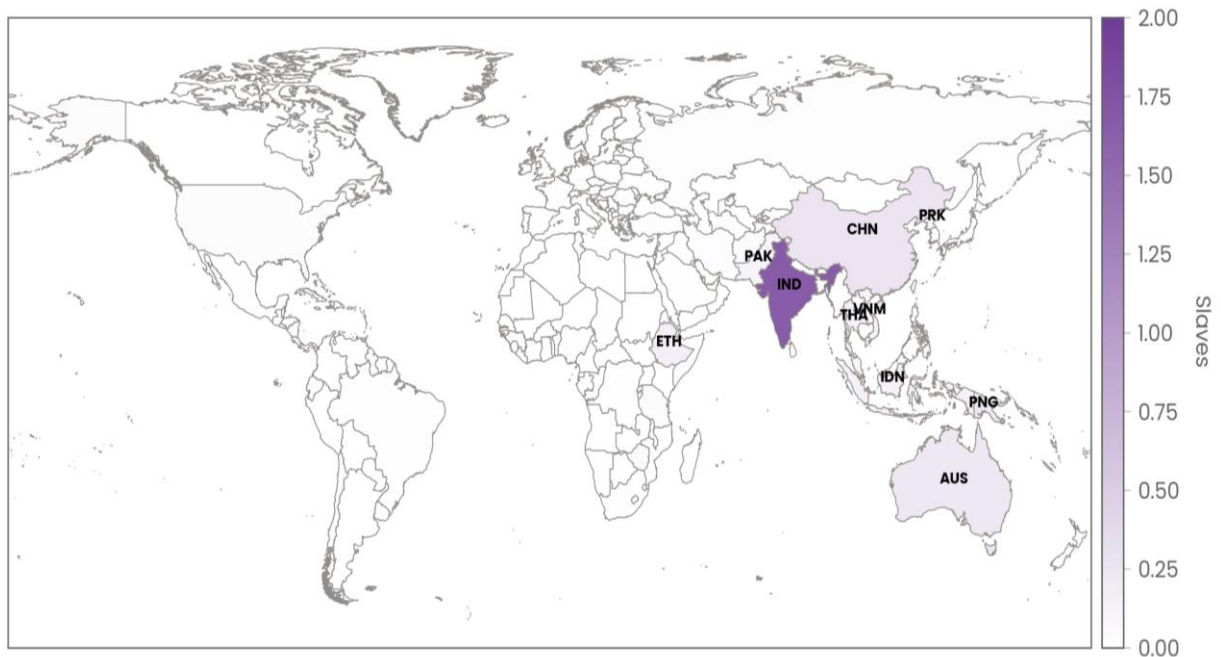 2.00
1.75
1.50
1.25
1.00
0.75
0.50
0.25
0.00
Slaves
PRK
CHN
PAK
IND
VNM
THA
ETH
IDN
PNG
AUS